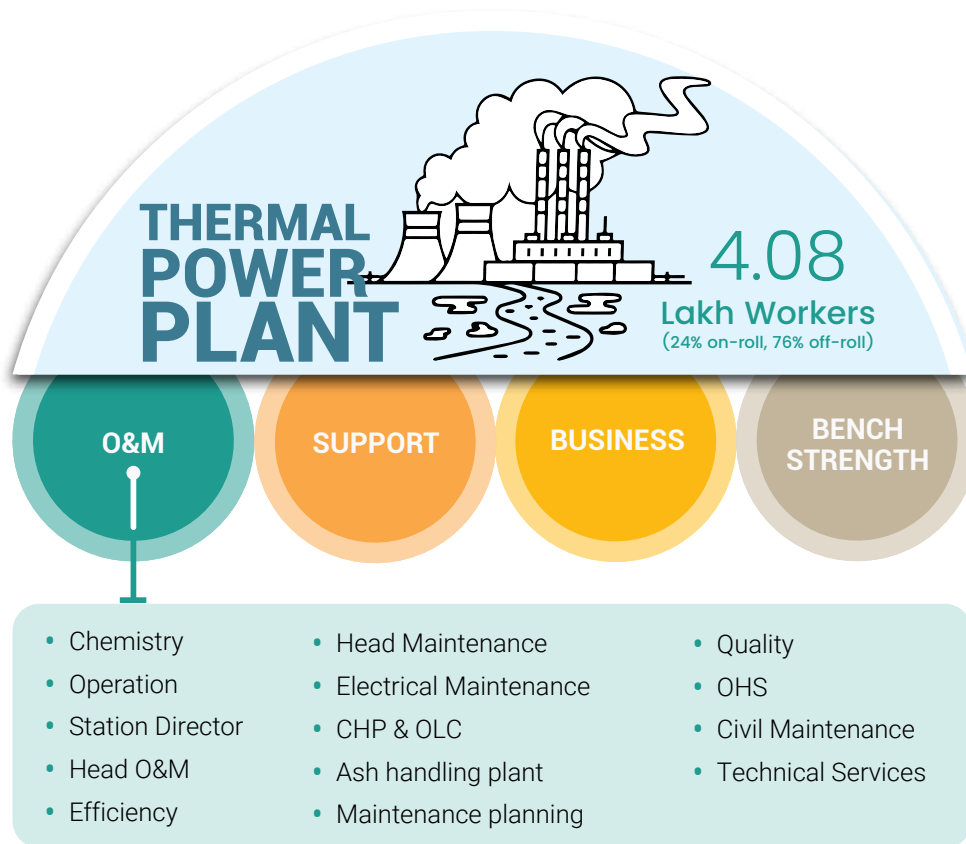 THERMAL
POWER
PLANT
4.08
Lakh Workers
(24% on-roll, 76% off-roll)
O&M
SUPPORT
BUSINESS
BENCH
STRENGTH
• Chemistry
• Operation
• Station Director
• Head O&M
• Efficiency
• Head Maintenance
• Electrical Maintenance
• CHP & OLC
• Ash handling plant
• Maintenance planning
• Quality
• OHS
• Civil Maintenance
• Technical Services